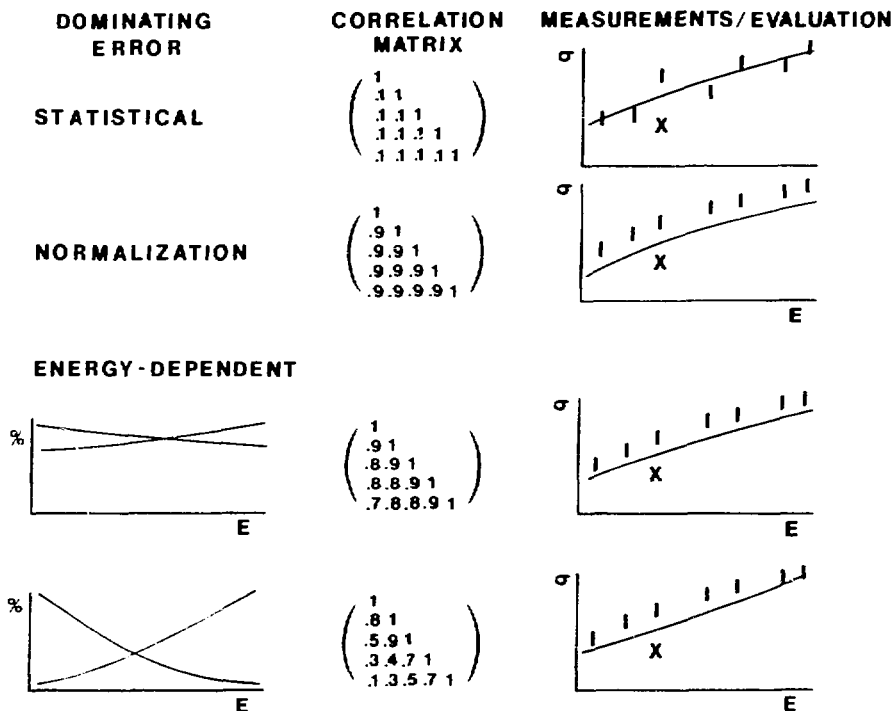 DOMINATING ERROR
CORRELATION MATRIX
MEASUREMENTS/EVALUATION
STATISTICAL
1
.1 1
.1 .1 1
.1 .1 .1 1
.1 .1 .1 .1 1
σ
X
NORMALIZATION
1
.9 1
.9 .9 1
.9 .9 .9 1
.9 .9 .9 .9 1
σ
X
E
ENERGY-DEPENDENT
%
E
1
.9 1
.8 .9 1
.8 .8 .9 1
.7 .8 .8 .9 1
σ
X
E
%
E
1
.8 1
.5 .9 1
.3 .4 .7 1
.1 .3 .5 .7 1
σ
X
E